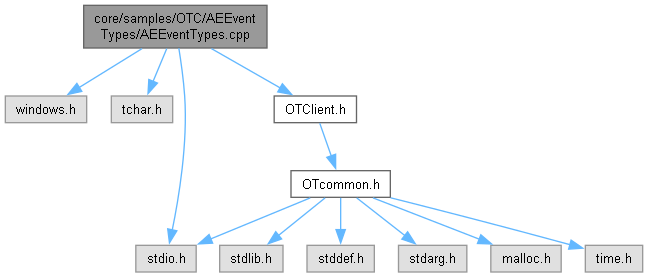 core/samples/OTC/AEEvent
Types/AEEventTypes.cpp
windows.h
tchar.h
OTClient.h
OTcommon.h
stdio.h
stdlib.h
stddef.h
stdarg.h
malloc.h
time.h